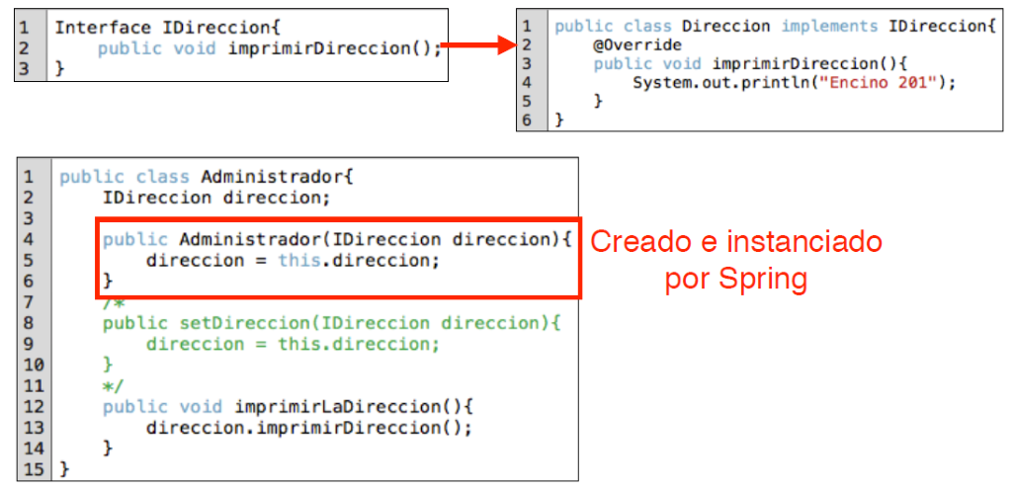 1 Interface IDireccion{
2     public void imprimirDireccion();
3 }
1 public class Direccion implements IDireccion{
2     @Override
3     public void imprimirDireccion(){
4         System.out.println("Encino 201");
5     }
6 }
1 public class Administrador{
2     IDireccion direccion;
3
4     public Administrador(IDireccion direccion){
5         direccion = this.direccion;
6     }
7     /*
8     public setDireccion(IDireccion direccion){
9         direccion = this.direccion;
10     }
11     */
12     public void imprimirLaDireccion(){
13         direccion.imprimirDireccion();
14     }
15 }
Creado e instanciado
por Spring